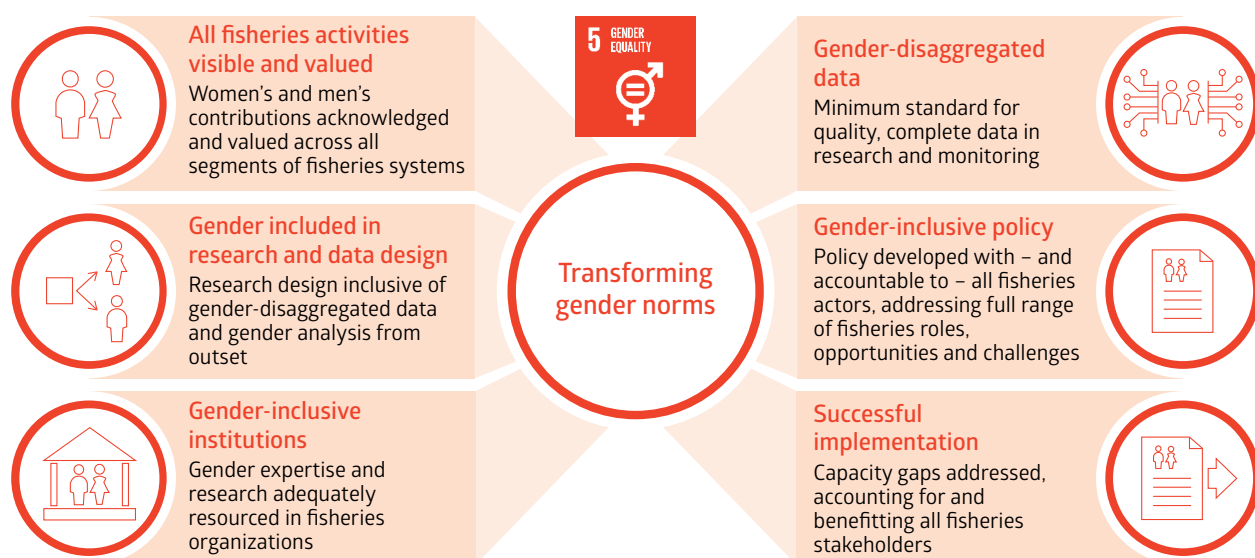 All fisheries activities
visible and valued
Women's and men's
contributions acknowledged
and valued across all
segments of fisheries systems
Gender included in
research and data design
Research design inclusive of
gender-disaggregated data
and gender analysis from
outset
Gender-inclusive
institutions
Gender expertise and
research adequately
resourced in fisheries
organizations
5 GENDER
EQUALITY
Transforming
gender norms
Gender-disaggregated
data
Minimum standard for
quality, complete data in
research and monitoring
Gender-inclusive policy
Policy developed with – and
accountable to – all fisheries
actors, addressing full range
of fisheries roles,
opportunities and challenges
Successful
implementation
Capacity gaps addressed,
accounting for and
benefitting all fisheries
stakeholders